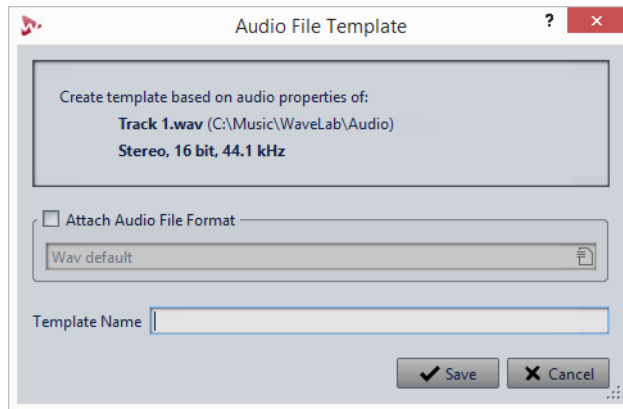 Audio File Template
?
Create template based on audio properties of:
Track 1.wav (C:\Music\WaveLab\Audio)
Stereo, 16 bit, 44.1 kHz
Attach Audio File Format
Wav default
Template Name
Save
Cancel